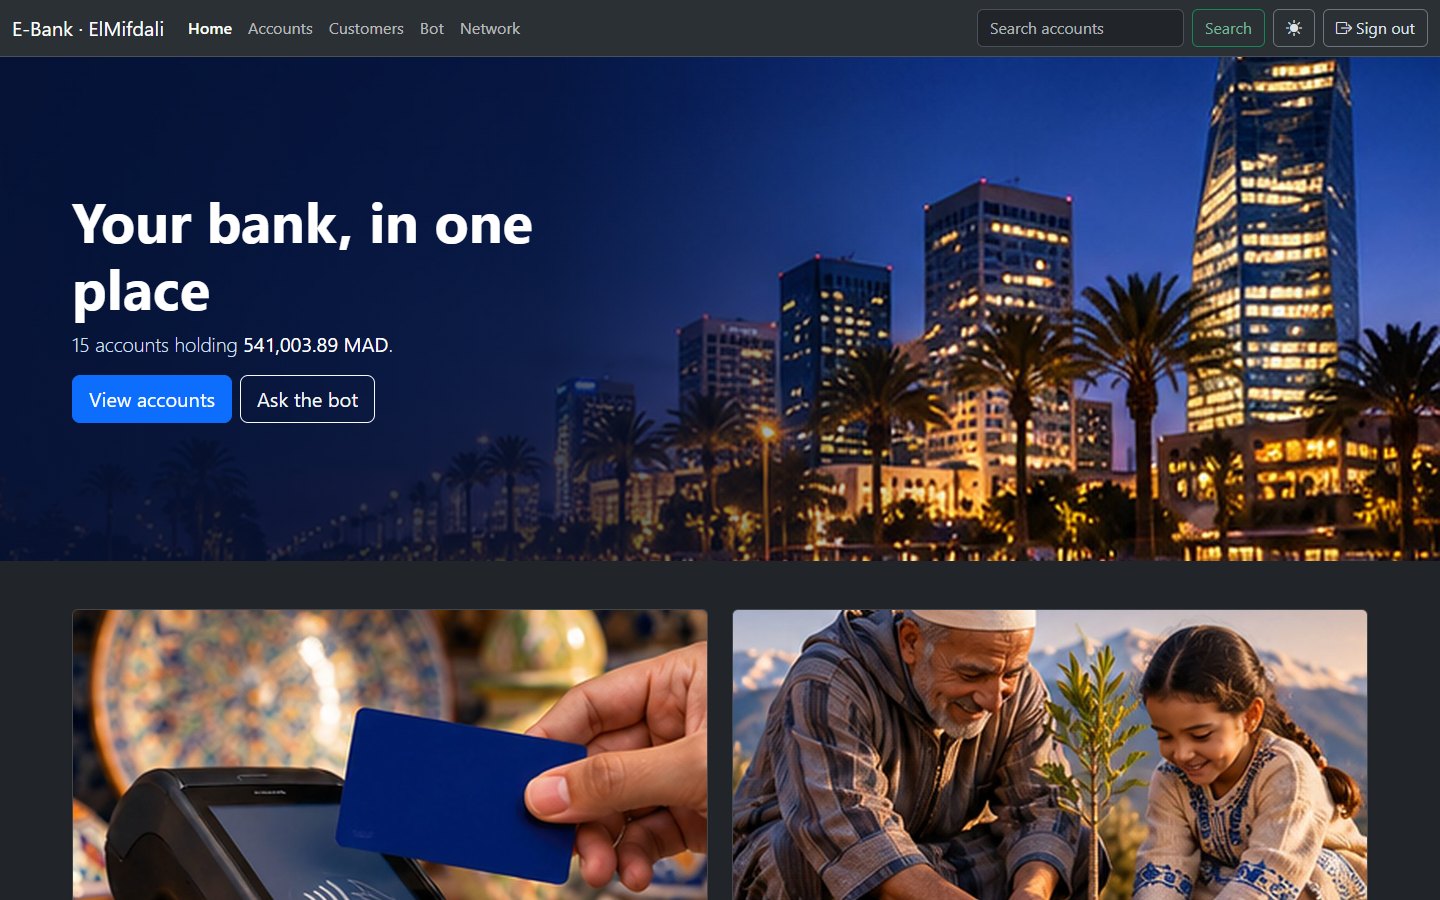 E-Bank · ElMifdali Home Accounts Customers Bot Network Search accounts Search Sign out
Your bank, in one
place
15 accounts holding 541,003.89 MAD.
View accounts Ask the bot